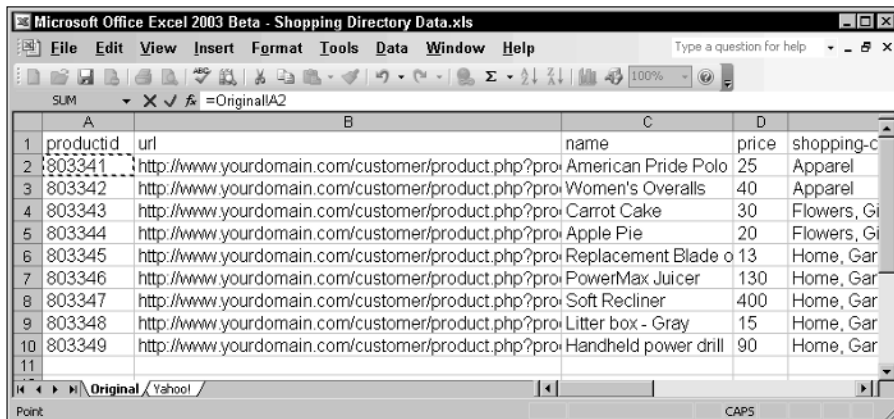 Microsoft Office Excel 2003 Beta - Shopping Directory Data.xls
File Edit View Insert Format Tools Data Window Help Type a question for help
ABC Σ 100%
SUM fx =Original!A2
A B C D
1 productid url name price shopping-c
2 803341 http://www.yourdomain.com/customer/product.php?pro American Pride Polo 25 Apparel
3 803342 http://www.yourdomain.com/customer/product.php?pro Women's Overalls 40 Apparel
4 803343 http://www.yourdomain.com/customer/product.php?pro Carrot Cake 30 Flowers, Gi
5 803344 http://www.yourdomain.com/customer/product.php?pro Apple Pie 20 Flowers, Gi
6 803345 http://www.yourdomain.com/customer/product.php?pro Replacement Blade o 13 Home, Gar
7 803346 http://www.yourdomain.com/customer/product.php?pro PowerMax Juicer 130 Home, Gar
8 803347 http://www.yourdomain.com/customer/product.php?pro Soft Recliner 400 Home, Gar
9 803348 http://www.yourdomain.com/customer/product.php?pro Litter box - Gray 15 Home, Gar
10 803349 http://www.yourdomain.com/customer/product.php?pro Handheld power drill 90 Home, Gar
11
Original Yahoo!
Point CAPS